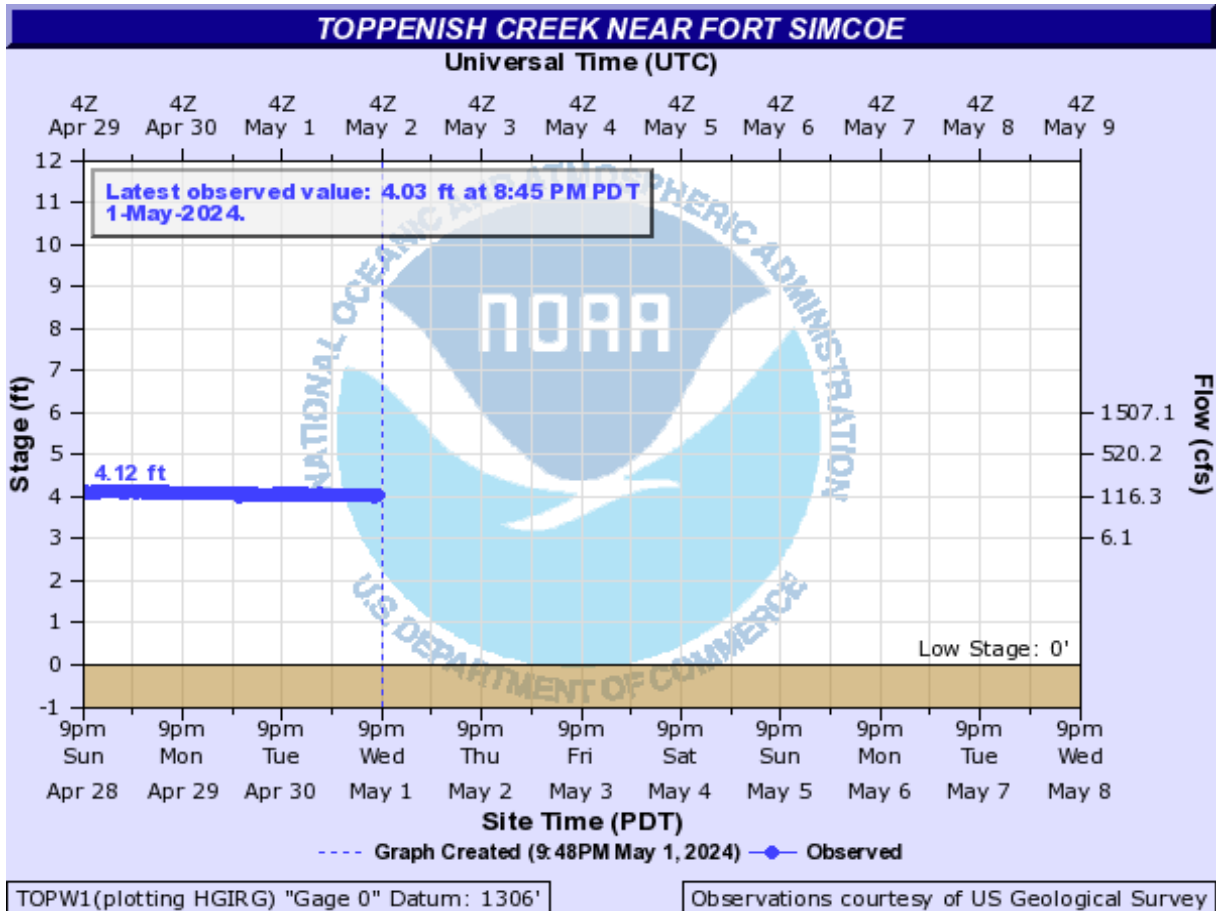 TOPPENISH CREEK NEAR FORT SIMCOE
Universal Time (UTC)
4Z 4Z 4Z 4Z 4Z 4Z 4Z 4Z 4Z 4Z 4Z
Apr 29 Apr 30 May 1 May 2 May 3 May 4 May 5 May 6 May 7 May 8 May 9
Latest observed value: 4.03 ft at 8:45 PM PDT
1-May-2024.
NATIONAL OCEANIC AND ATMOSPHERIC ADMINISTRATION
NOAA
U.S. DEPARTMENT OF COMMERCE
Stage (ft)
12
11
10
9
8
7
6
5
4
3
2
1
0
-1
4.12 ft
Flow (cfs)
1507.1
520.2
116.3
6.1
Low Stage: 0'
9pm 9pm 9pm 9pm 9pm 9pm 9pm 9pm 9pm 9pm 9pm
Sun Mon Tue Wed Thu Fri Sat Sun Mon Tue Wed
Apr 28 Apr 29 Apr 30 May 1 May 2 May 3 May 4 May 5 May 6 May 7 May 8
Site Time (PDT)
Graph Created (9:48PM May 1, 2024) Observed
TOPW1(plotting HGIRG) "Gage 0" Datum: 1306'
Observations courtesy of US Geological Survey